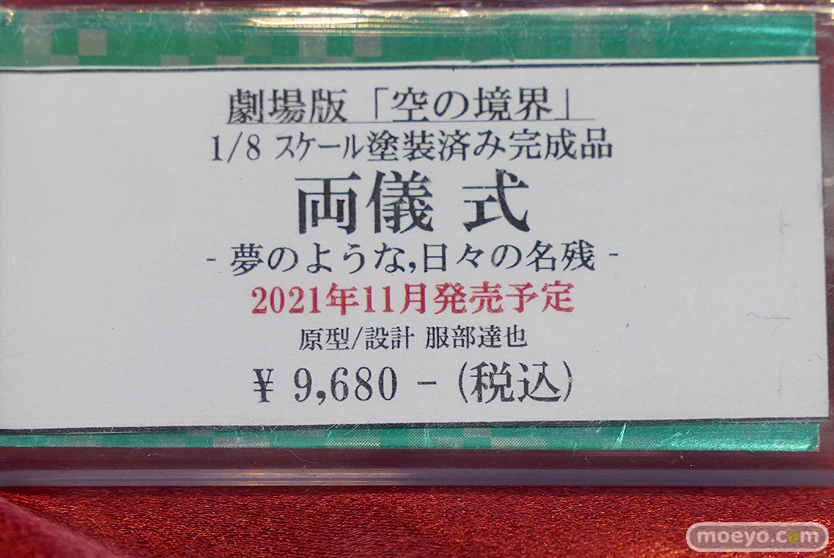 劇場版「空の境界」
1/8 スケール塗装済み完成品
両儀 式
- 夢のような,日々の名残 -
2021年11月発売予定
原型/設計 服部達也
¥ 9,680 - (税込)
moeyo.com